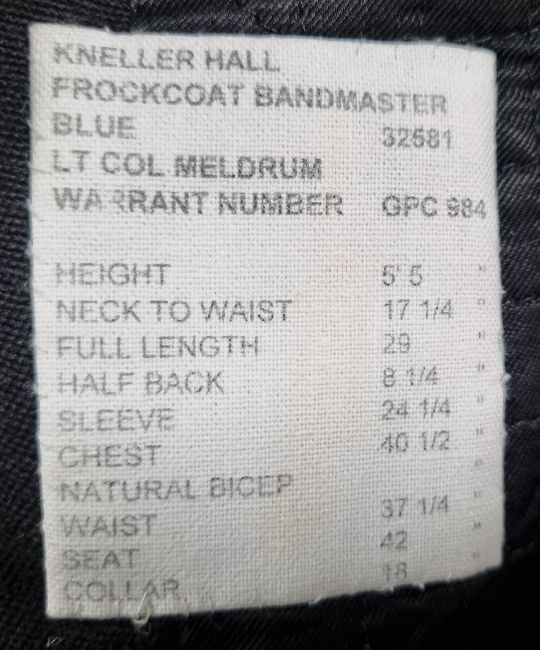 KNELLER HALL
FROCKCOAT BANDMASTER
BLUE 32581
LT COL MELDRUM
WARRANT NUMBER GPC 984
HEIGHT 5' 5 "
NECK TO WAIST 17 1/4 "
FULL LENGTH 29 "
HALF BACK 8 1/4 "
SLEEVE 24 1/4 "
CHEST 40 1/2 "
NATURAL BICEP "
WAIST 37 1/4 "
SEAT 42 "
COLLAR 18 "